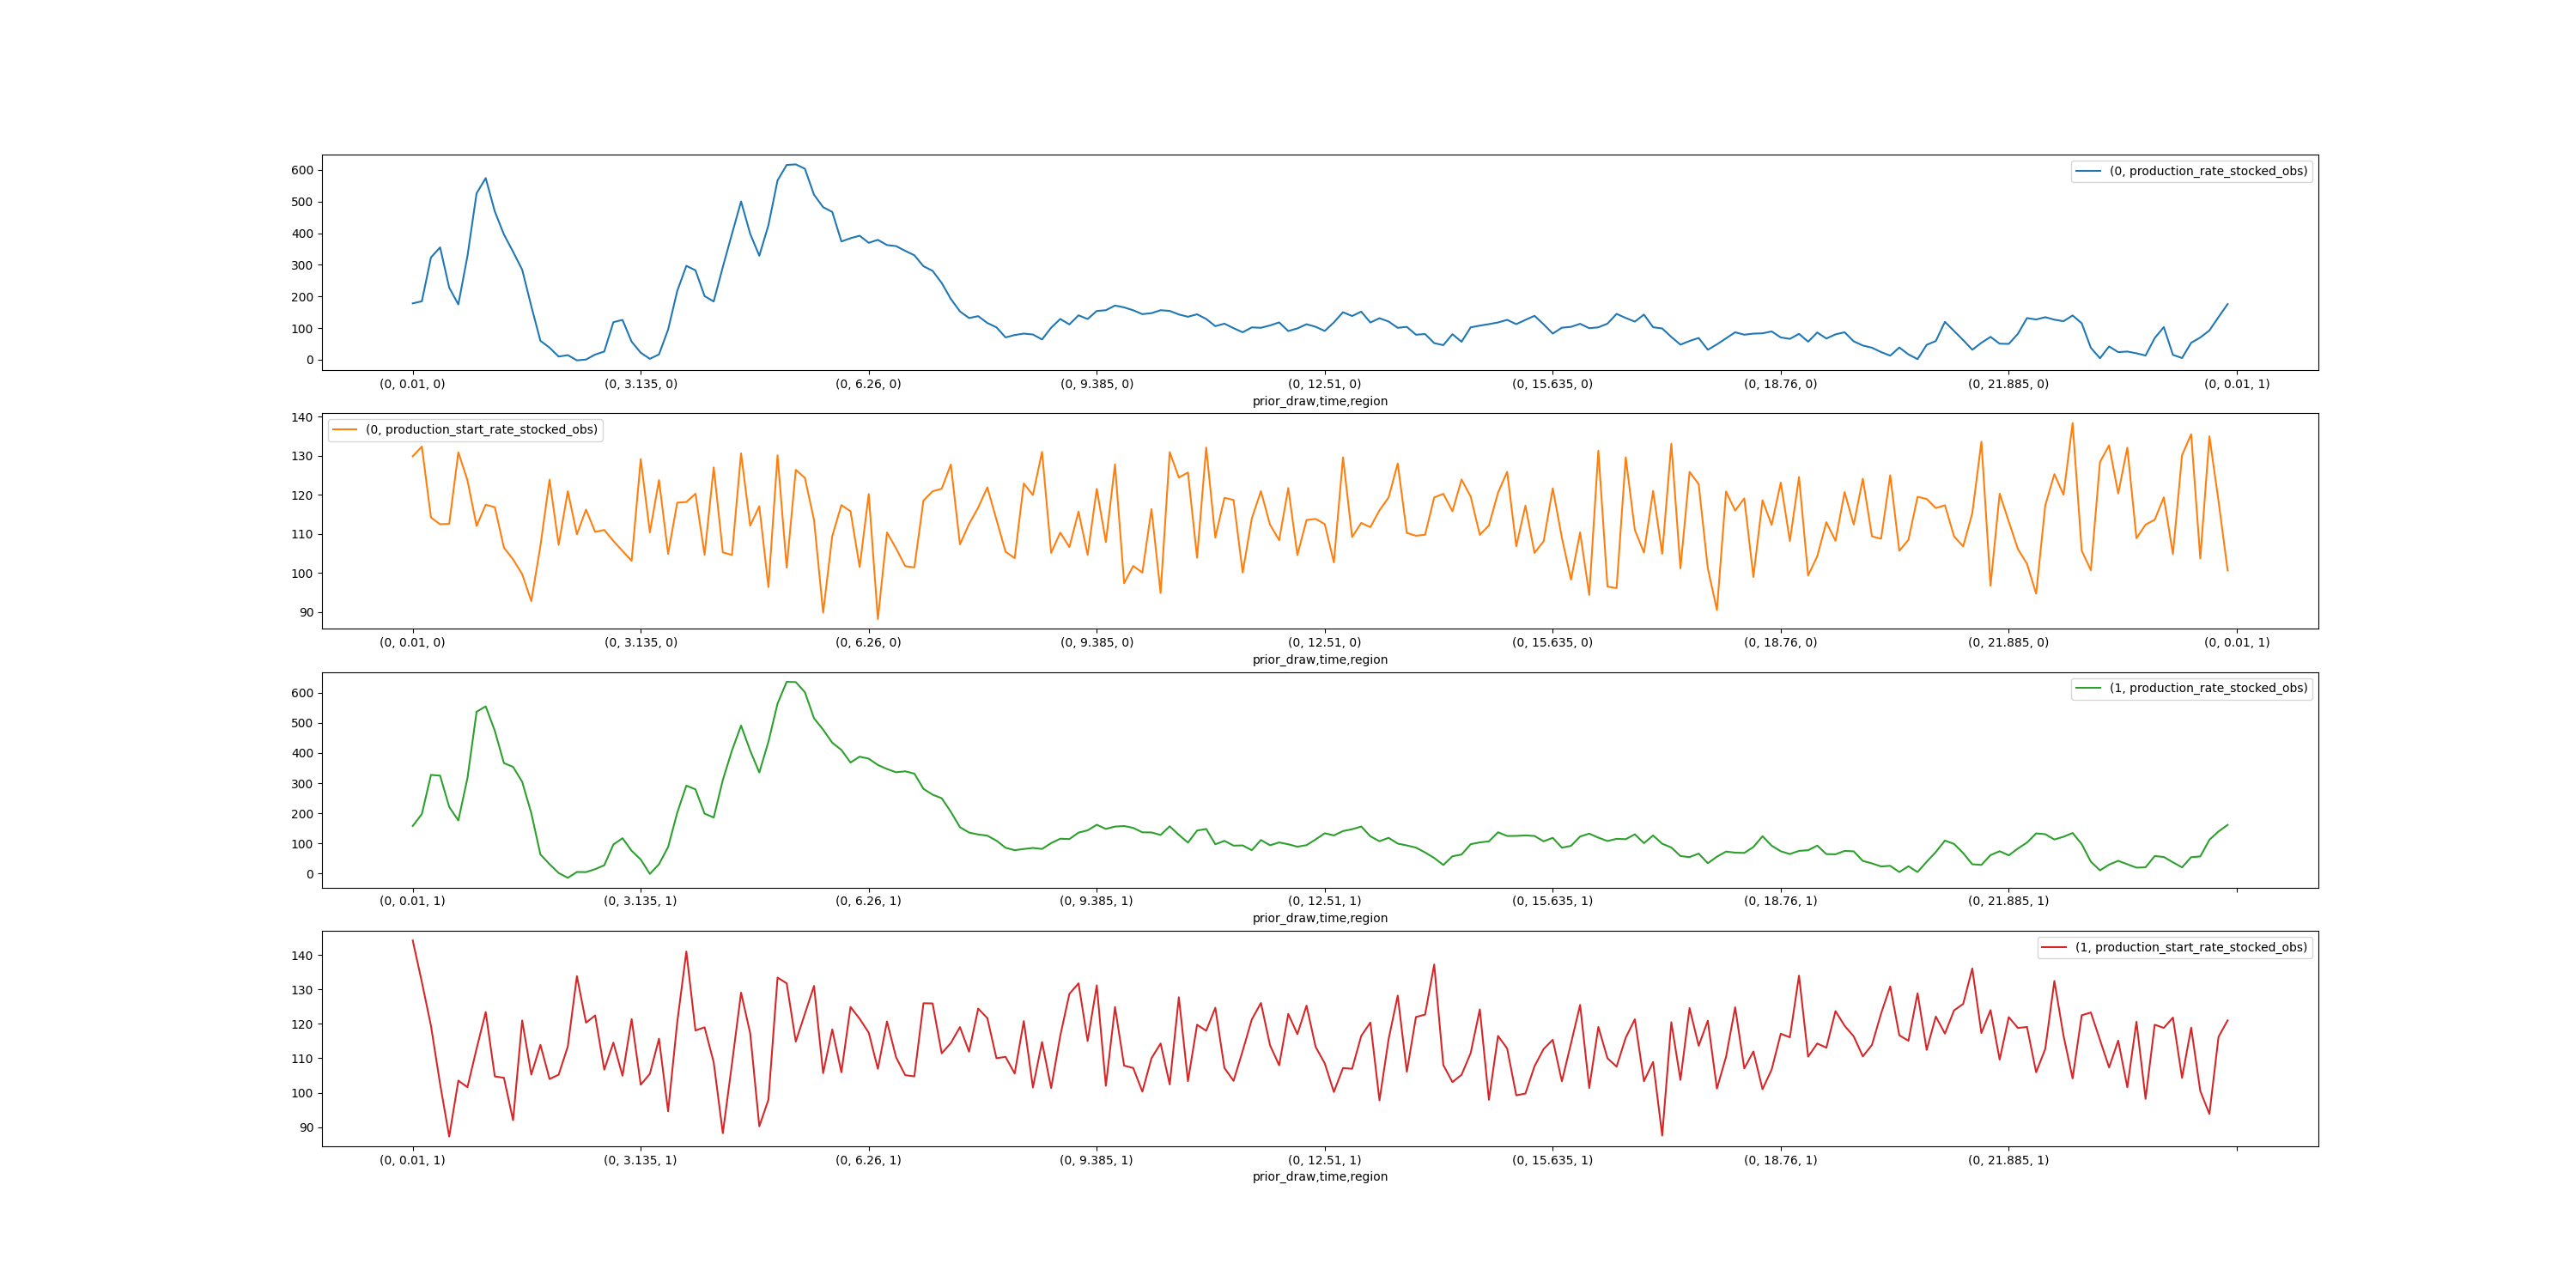 600
500
400
300
200
100
0
(0, production_rate_stocked_obs)
(0, 0.01, 0) (0, 3.135, 0) (0, 6.26, 0) (0, 9.385, 0) (0, 12.51, 0) (0, 15.635, 0) (0, 18.76, 0) (0, 21.885, 0) (0, 0.01, 1)
prior_draw,time,region
140
130
120
110
100
90
(0, production_start_rate_stocked_obs)
(0, 0.01, 0) (0, 3.135, 0) (0, 6.26, 0) (0, 9.385, 0) (0, 12.51, 0) (0, 15.635, 0) (0, 18.76, 0) (0, 21.885, 0) (0, 0.01, 1)
prior_draw,time,region
600
500
400
300
200
100
0
(1, production_rate_stocked_obs)
(0, 0.01, 1) (0, 3.135, 1) (0, 6.26, 1) (0, 9.385, 1) (0, 12.51, 1) (0, 15.635, 1) (0, 18.76, 1) (0, 21.885, 1)
prior_draw,time,region
140
130
120
110
100
90
(1, production_start_rate_stocked_obs)
(0, 0.01, 1) (0, 3.135, 1) (0, 6.26, 1) (0, 9.385, 1) (0, 12.51, 1) (0, 15.635, 1) (0, 18.76, 1) (0, 21.885, 1)
prior_draw,time,region